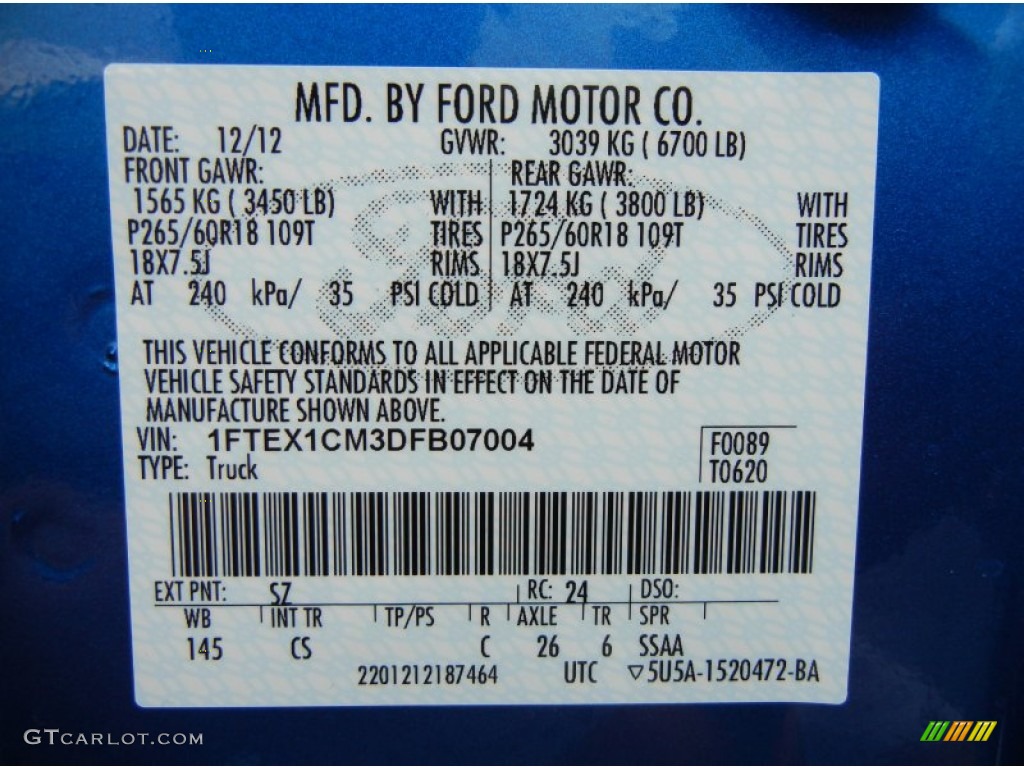 MFD. BY FORD MOTOR CO.
DATE: 12/12 GVWR: 3039 KG ( 6700 LB)
FRONT GAWR: REAR GAWR:
1565 KG ( 3450 LB) WITH 1724 KG ( 3800 LB) WITH
P265/60R18 109T TIRES P265/60R18 109T TIRES
18X7.5J RIMS 18X7.5J RIMS
AT 240 kPa/ 35 PSI COLD AT 240 kPa/ 35 PSI COLD
Ford
THIS VEHICLE CONFORMS TO ALL APPLICABLE FEDERAL MOTOR
VEHICLE SAFETY STANDARDS IN EFFECT ON THE DATE OF
MANUFACTURE SHOWN ABOVE.
VIN: 1FTEX1CM3DFB07004 F0089
TYPE: Truck T0620
EXT PNT: SZ RC: 24 DSO:
WB INT TR TP/PS R AXLE TR SPR
145 CS C 26 6 SSAA
2201212187464 UTC ▽5U5A-1520472-BA
GTCARLOT.COM